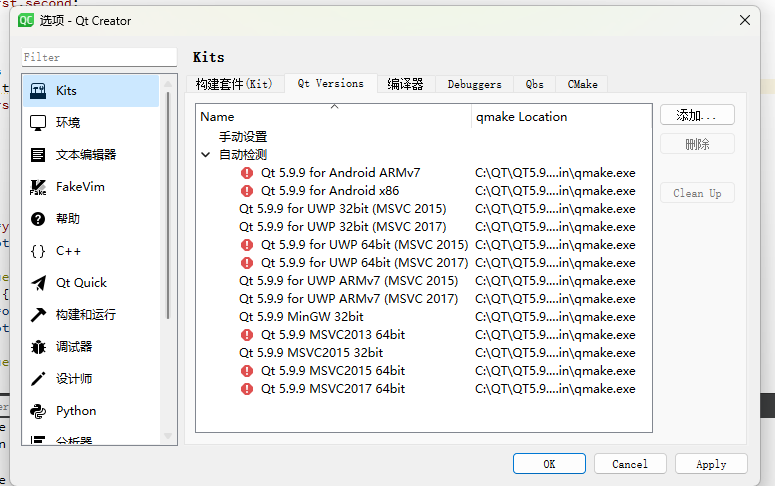 rst.second;
选项 - Qt Creator
Filter
Kits
Kits
环境
文本编辑器
FakeVim
帮助
C++
Qt Quick
构建和运行
调试器
设计师
Python
分析器
构建套件(Kit)
Qt Versions
编译器
Debuggers
Qbs
CMake
Name
qmake Location
手动设置
自动检测
Qt 5.9.9 for Android ARMv7 C:\QT\QT5.9....in\qmake.exe
Qt 5.9.9 for Android x86 C:\QT\QT5.9....in\qmake.exe
Qt 5.9.9 for UWP 32bit (MSVC 2015) C:\QT\QT5.9....in\qmake.exe
Qt 5.9.9 for UWP 32bit (MSVC 2017) C:\QT\QT5.9....in\qmake.exe
Qt 5.9.9 for UWP 64bit (MSVC 2015) C:\QT\QT5.9....in\qmake.exe
Qt 5.9.9 for UWP 64bit (MSVC 2017) C:\QT\QT5.9....in\qmake.exe
Qt 5.9.9 for UWP ARMv7 (MSVC 2015) C:\QT\QT5.9....in\qmake.exe
Qt 5.9.9 for UWP ARMv7 (MSVC 2017) C:\QT\QT5.9....in\qmake.exe
Qt 5.9.9 MinGW 32bit C:\QT\QT5.9....in\qmake.exe
Qt 5.9.9 MSVC2013 64bit C:\QT\QT5.9....in\qmake.exe
Qt 5.9.9 MSVC2015 32bit C:\QT\QT5.9....in\qmake.exe
Qt 5.9.9 MSVC2015 64bit C:\QT\QT5.9....in\qmake.exe
Qt 5.9.9 MSVC2017 64bit C:\QT\QT5.9....in\qmake.exe
添加...
删除
Clean Up
OK
Cancel
Apply